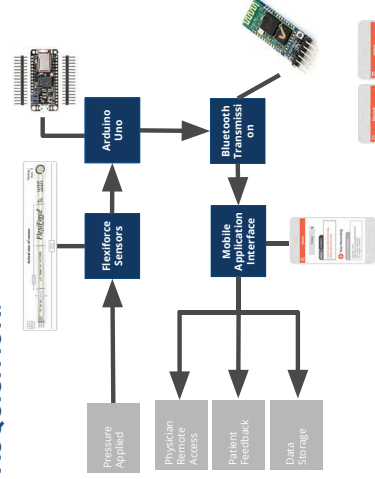 Pressure
Applied
Flexiforce
Sensors
Arduino
Uno
Bluetooth
Transmissi
on
Mobile
Application
Interface
Physician
Remote
Access
Patient
Feedback
Data
Storage